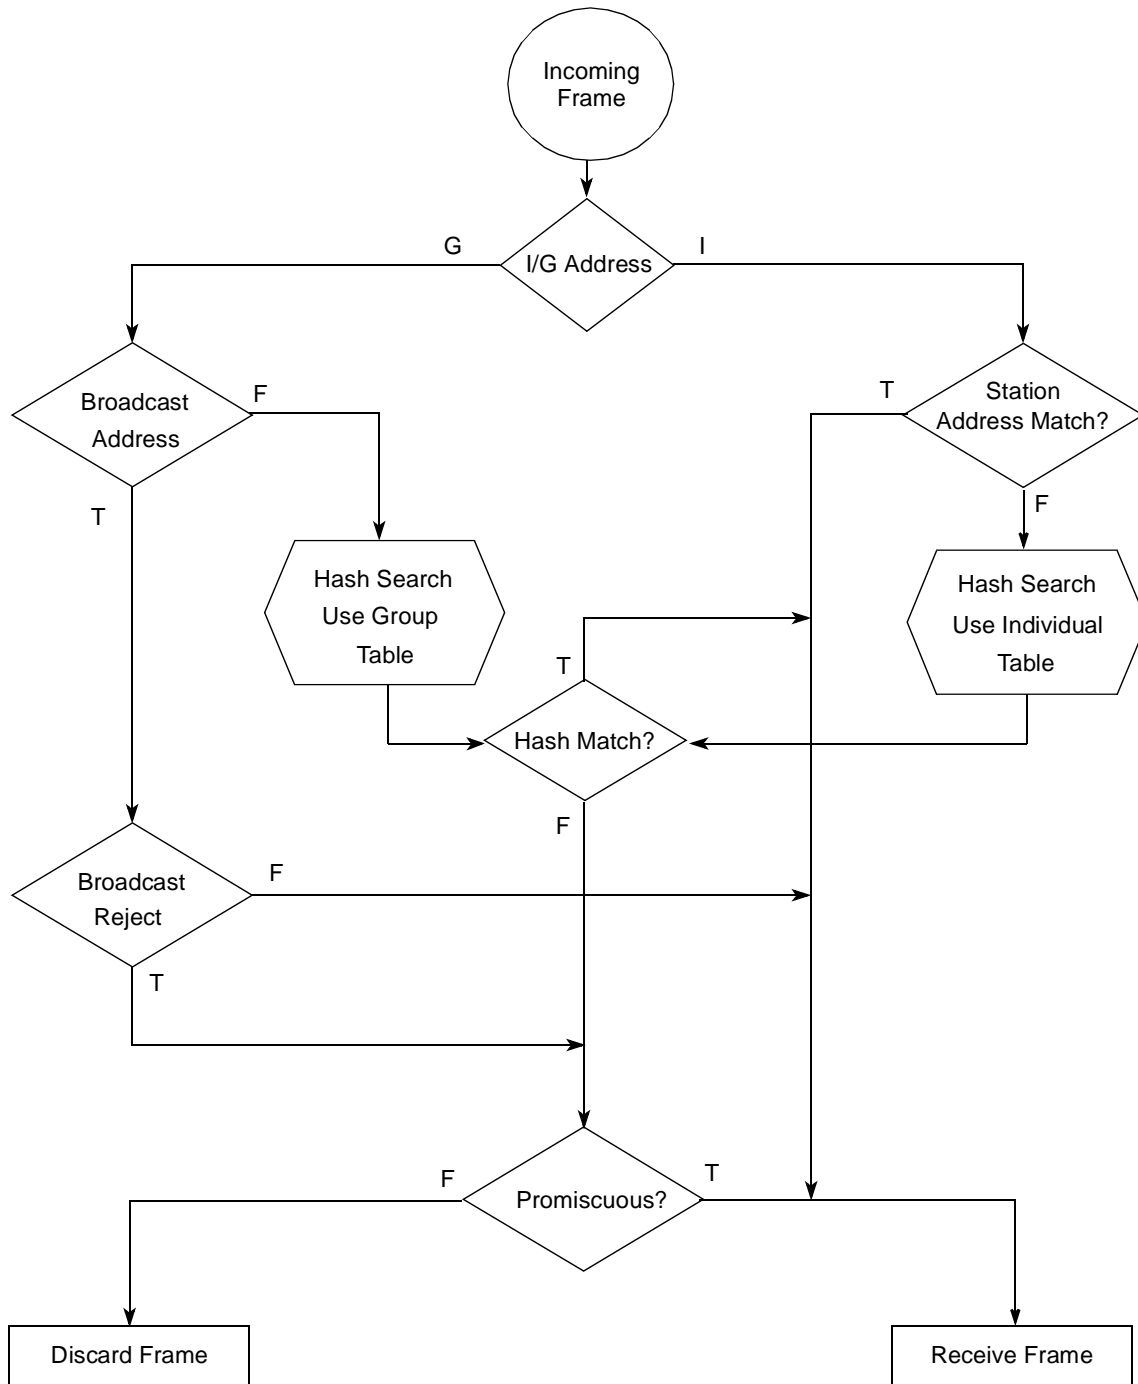 Incoming
Frame
G
I/G Address
I
Broadcast
Address
F
T
Station
Address Match?
T
F
Hash Search
Use Group
Table
Hash Search
Use Individual
Table
T
Hash Match?
F
Broadcast
Reject
F
T
F
Promiscuous?
T
Discard Frame
Receive Frame